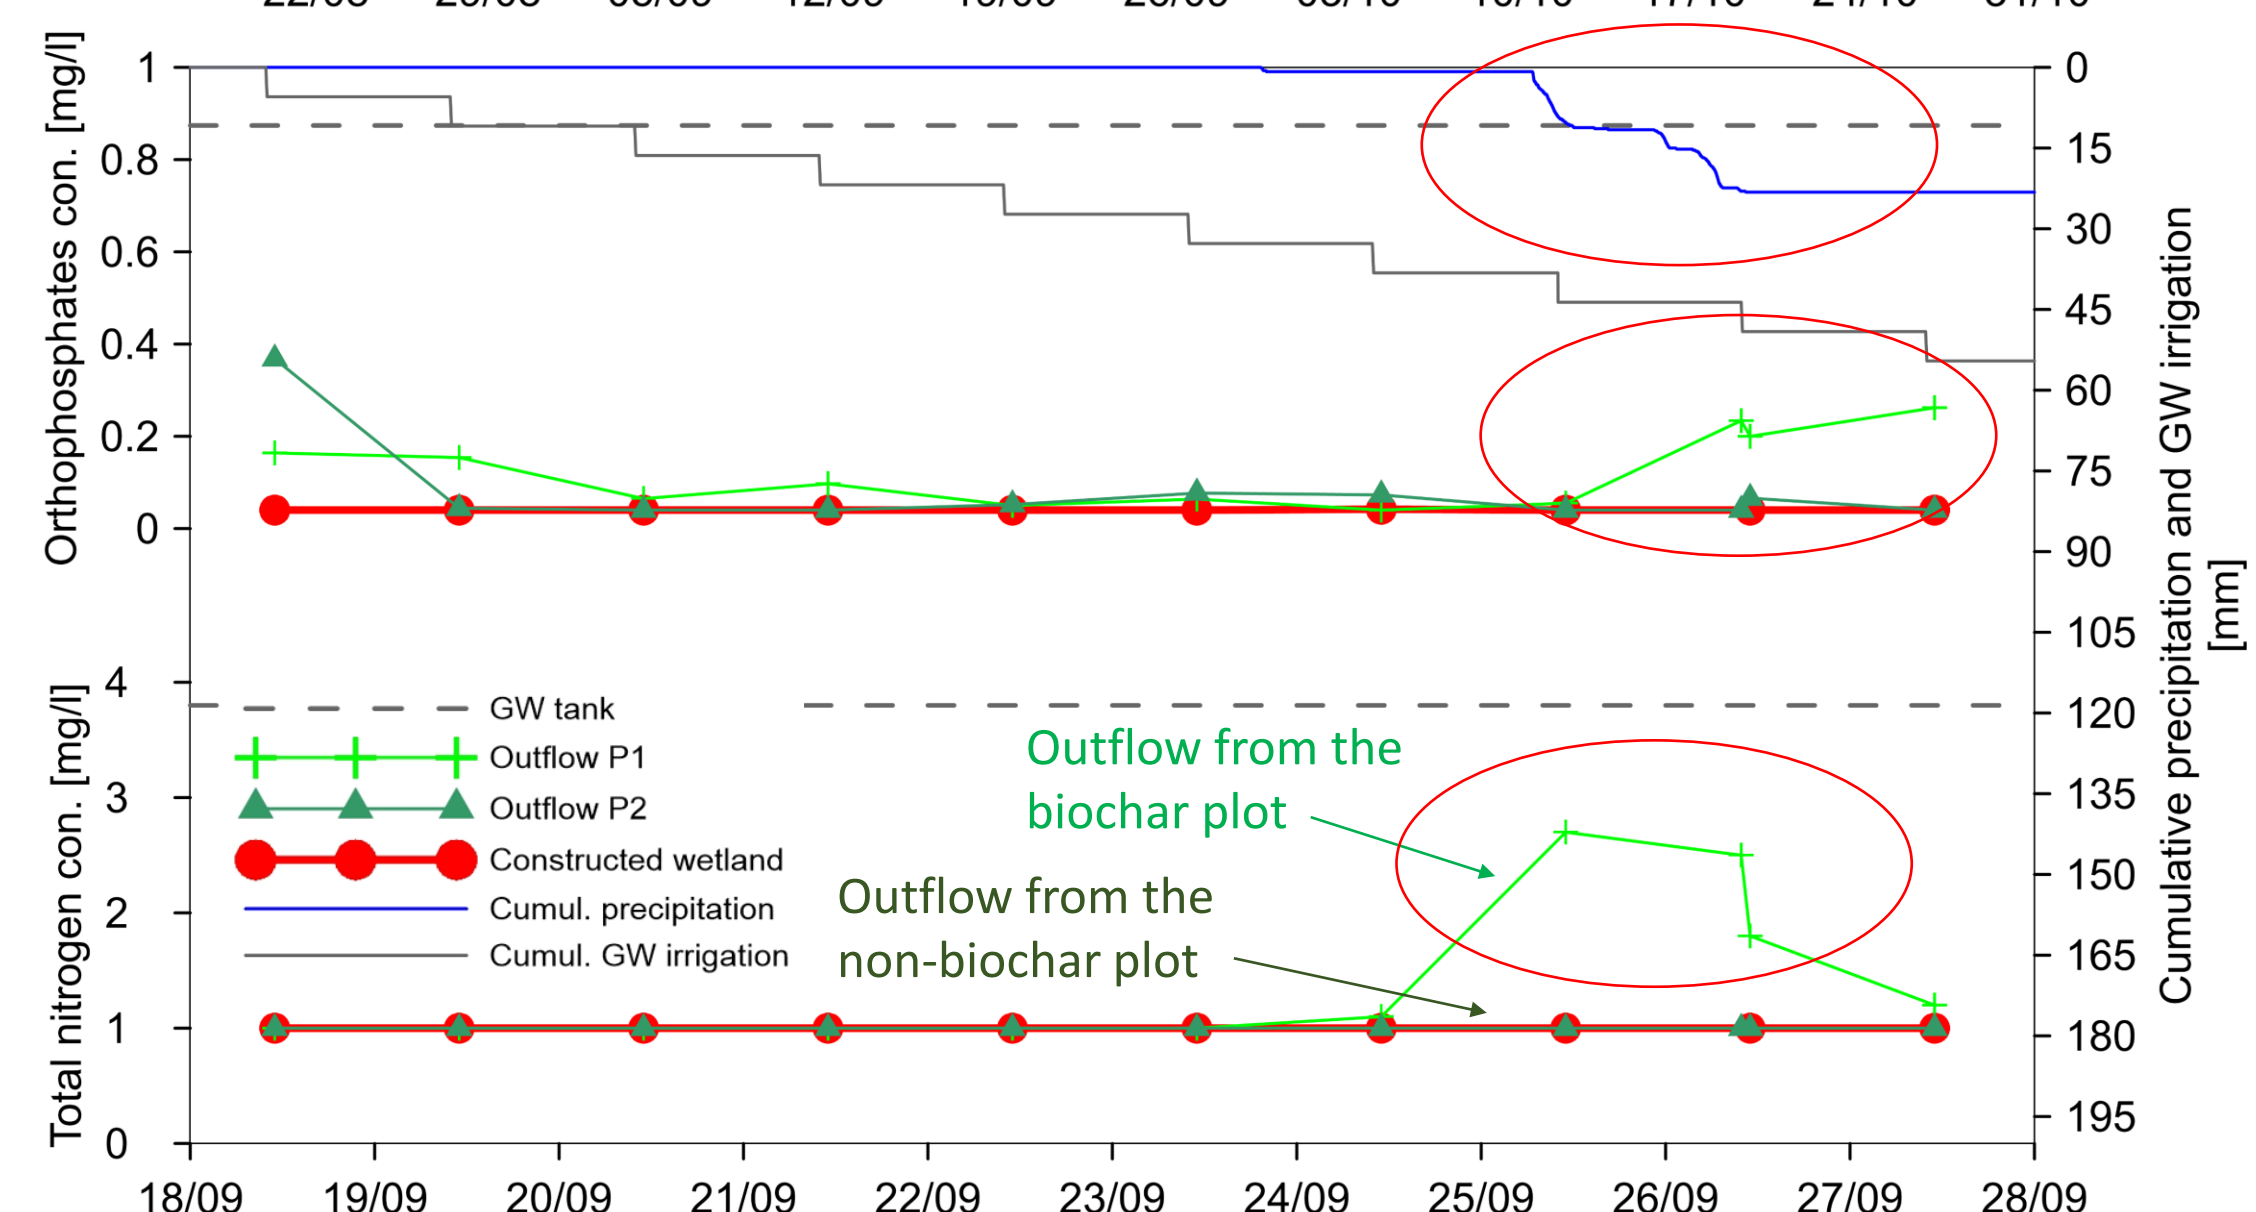 Orthophosphates con. [mg/l]
1
0.8
0.6
0.4
0.2
0
Total nitrogen con. [mg/l]
4
3
2
1
0
GW tank
Outflow P1
Outflow P2
Constructed wetland
Cumul. precipitation
Cumul. GW irrigation
Outflow from the
biochar plot
Outflow from the
non-biochar plot
0
15
30
45
60
75
90
105
120
135
150
165
180
195
Cumulative precipitation and GW irrigation
[mm]
18/09 19/09 20/09 21/09 22/09 23/09 24/09 25/09 26/09 27/09 28/09